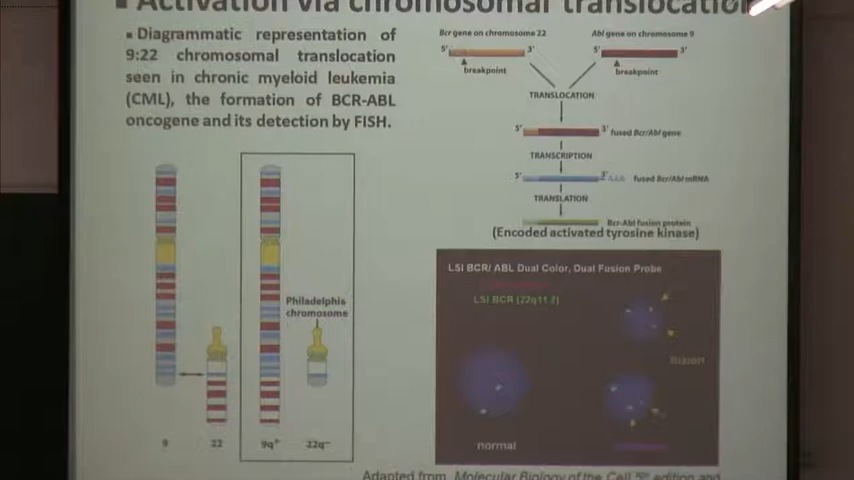 ▪ Activation via chromosomal translocation
▪ Diagrammatic representation of
9:22 chromosomal translocation
seen in chronic myeloid leukemia
(CML), the formation of BCR-ABL
oncogene and its detection by FISH.
Bcr gene on chromosome 22
Abl gene on chromosome 9
5' 3' 5' 3'
breakpoint
breakpoint
TRANSLOCATION
5' 3' fused Bcr/Abl gene
TRANSCRIPTION
5' 3' AAA fused Bcr/Abl mRNA
TRANSLATION
Bcr-Abl fusion protein
(Encoded activated tyrosine kinase)
Philadelphia
chromosome
9 22 9q+ 22q−
LSI BCR/ ABL Dual Color, Dual Fusion Probe
LSI BCR (22q11.2)
normal
Adapted from Molecular Biology of the Cell 5th edition and